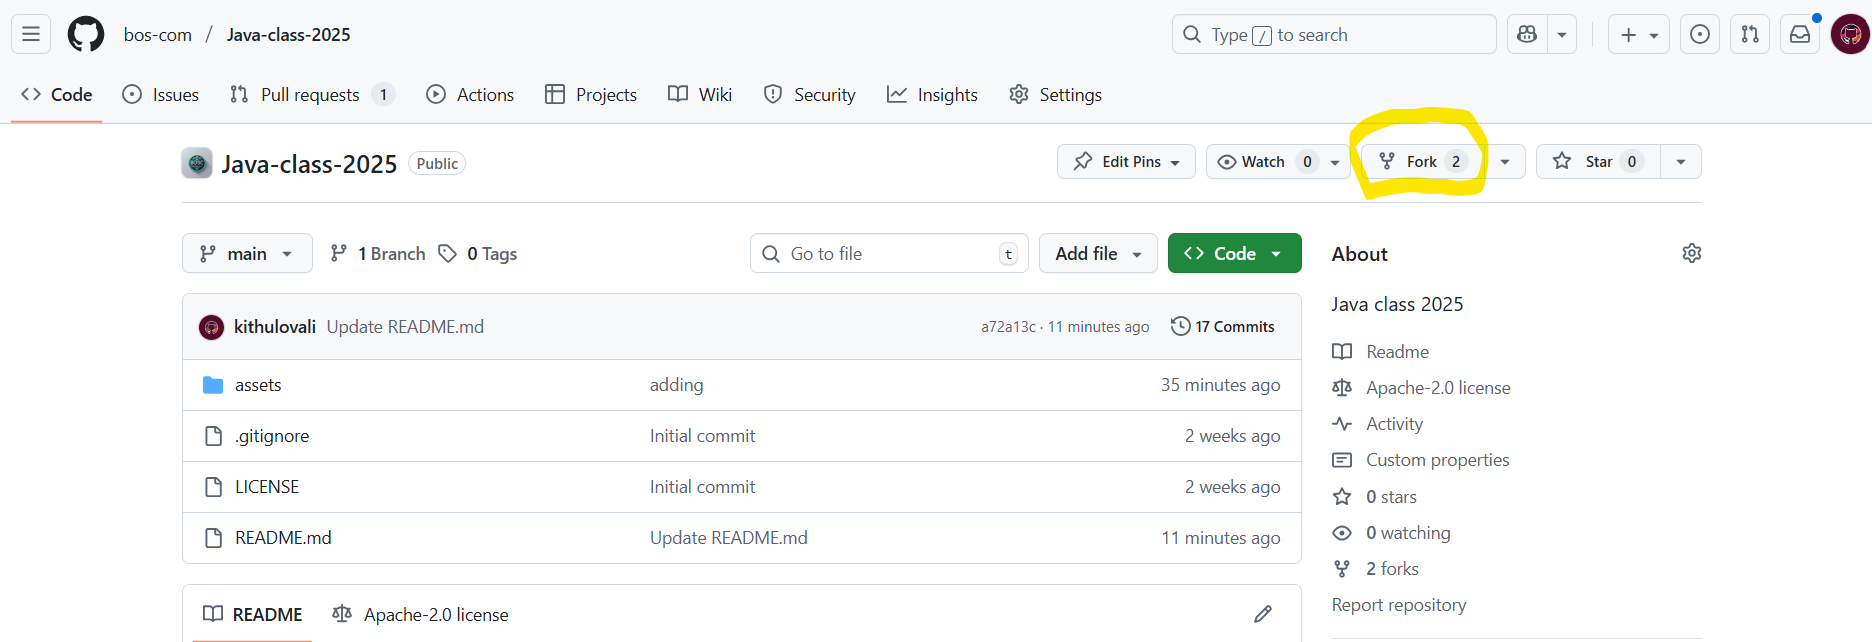 bos-com / Java-class-2025
Type / to search
Code Issues Pull requests 1 Actions Projects Wiki Security Insights Settings
Java-class-2025 Public
Edit Pins Watch 0 Fork 2 Star 0
main 1 Branch 0 Tags
Go to file t Add file Code
kithulovali Update README.md a72a13c · 11 minutes ago 17 Commits
assets adding 35 minutes ago
.gitignore Initial commit 2 weeks ago
LICENSE Initial commit 2 weeks ago
README.md Update README.md 11 minutes ago
README Apache-2.0 license
About
Java class 2025
Readme
Apache-2.0 license
Activity
Custom properties
0 stars
0 watching
2 forks
Report repository